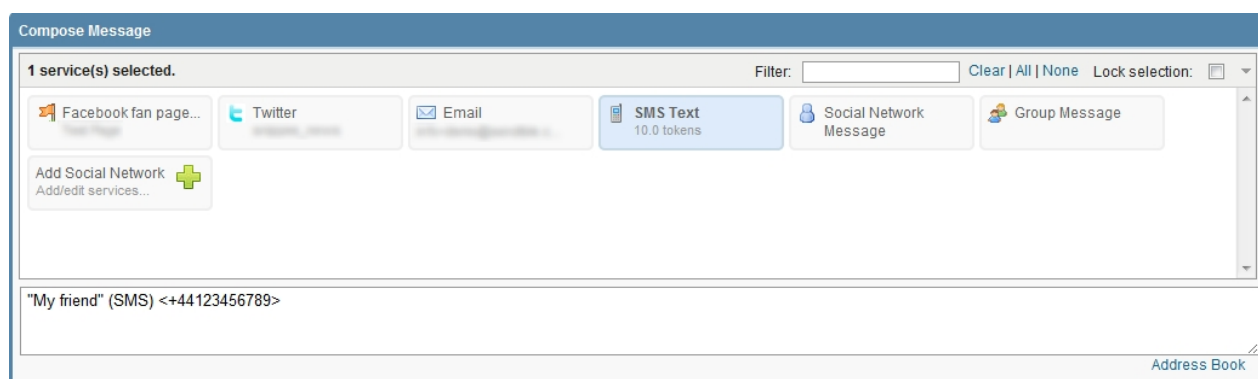 Compose Message
1 service(s) selected.
Filter:
Clear | All | None
Lock selection:
Facebook fan page...
Twitter
Email
SMS Text
10.0 tokens
Social Network
Message
Group Message
Add Social Network
Add/edit services...
"My friend" (SMS) <+44123456789>
Address Book